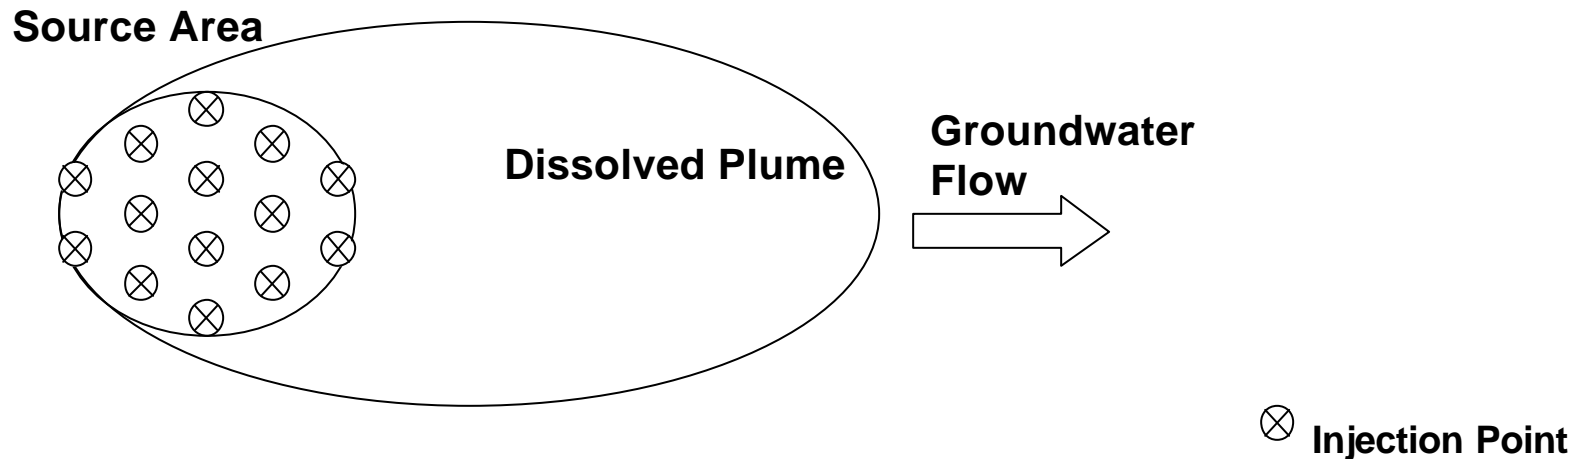 Source Area
Dissolved Plume
Groundwater
Flow
Injection Point